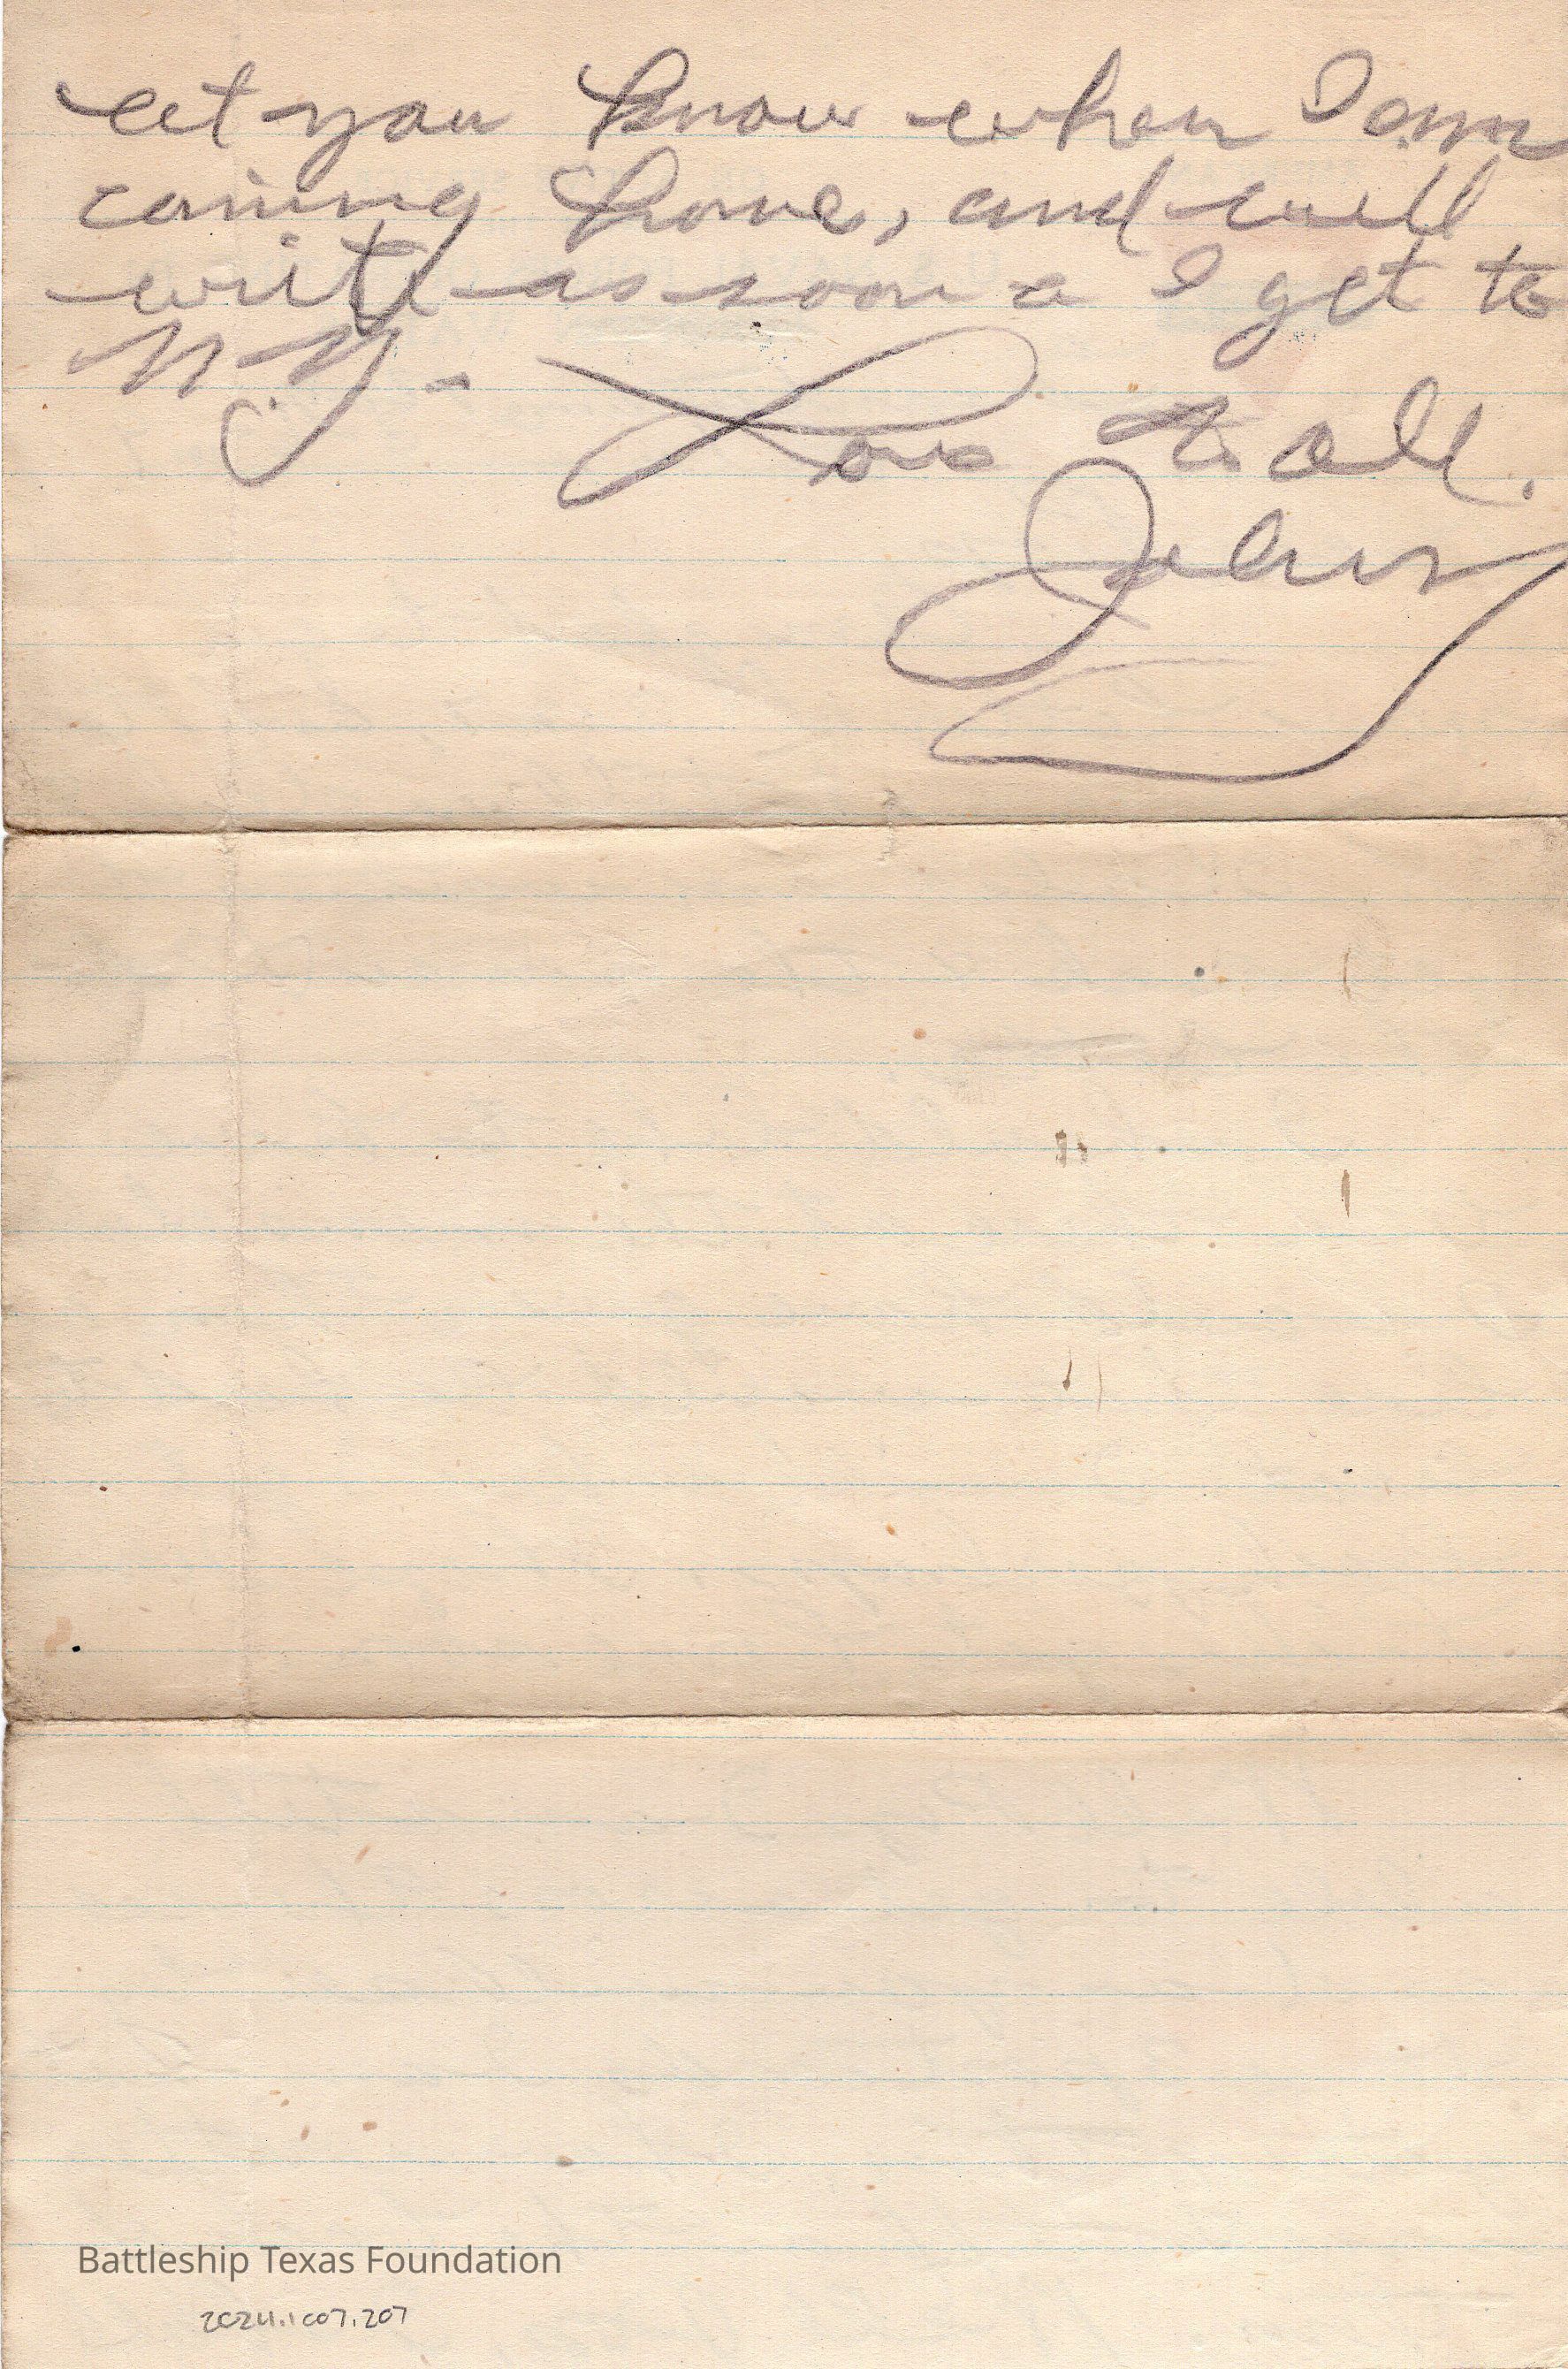 let you know when I am
coming home, and will
write as soon a I get to
N.Y.
Love to all.
John
Battleship Texas Foundation
2024.1007.207